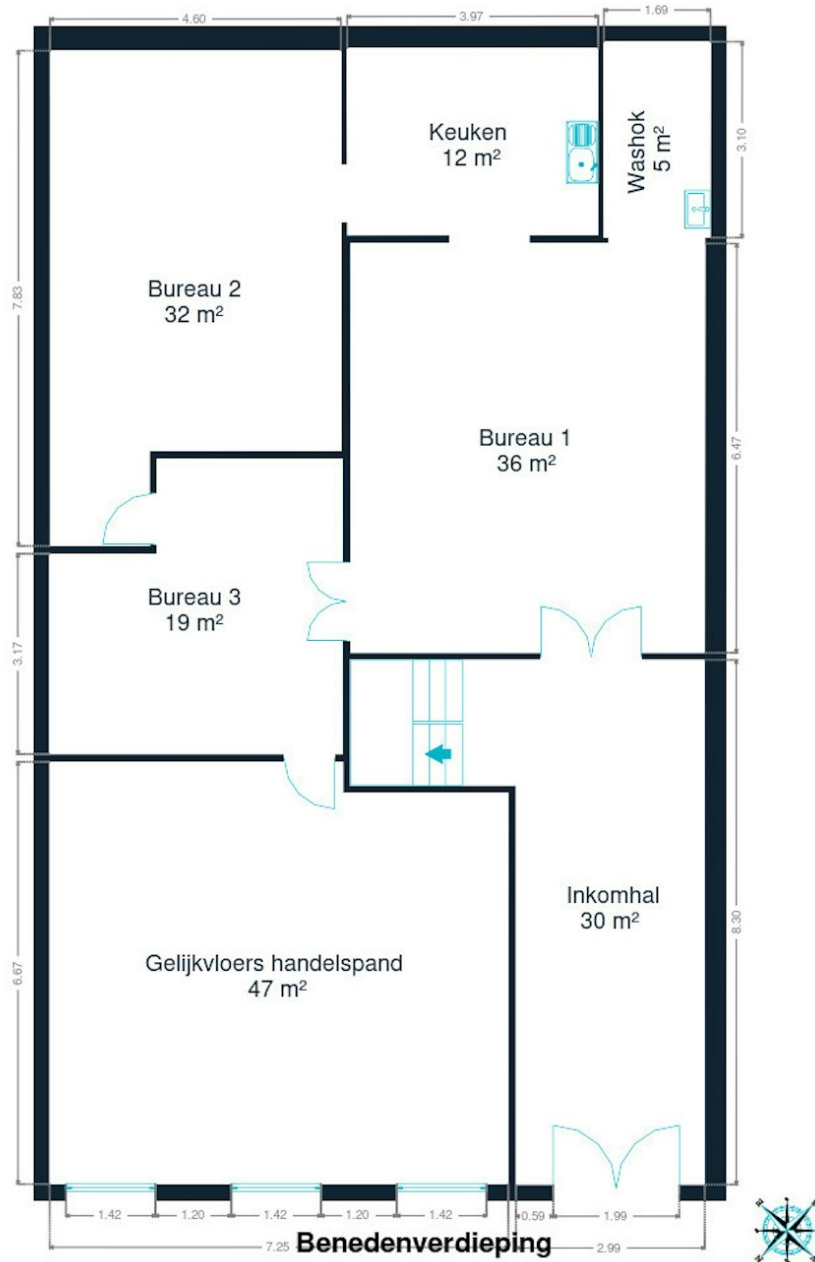 4.60
3.97
1.69
Keuken
12 m²
Washok
5 m²
3.10
7.83
Bureau 2
32 m²
Bureau 1
36 m²
6.47
Bureau 3
19 m²
3.17
Inkomhal
30 m²
8.30
Gelijkvloers handelspand
47 m²
6.67
1.42
1.20
1.42
1.20
1.42
0.59
1.99
7.25
Benedenverdieping
2.99